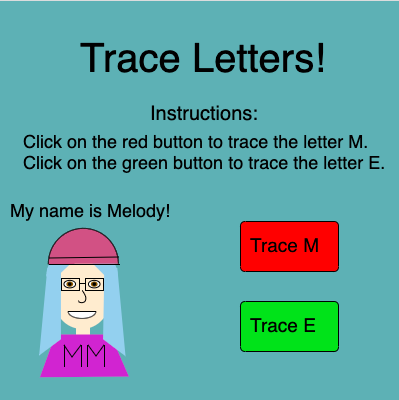 Trace Letters!
Instructions:
Click on the red button to trace the letter M.
Click on the green button to trace the letter E.
My name is Melody!
Trace M
Trace E
MM